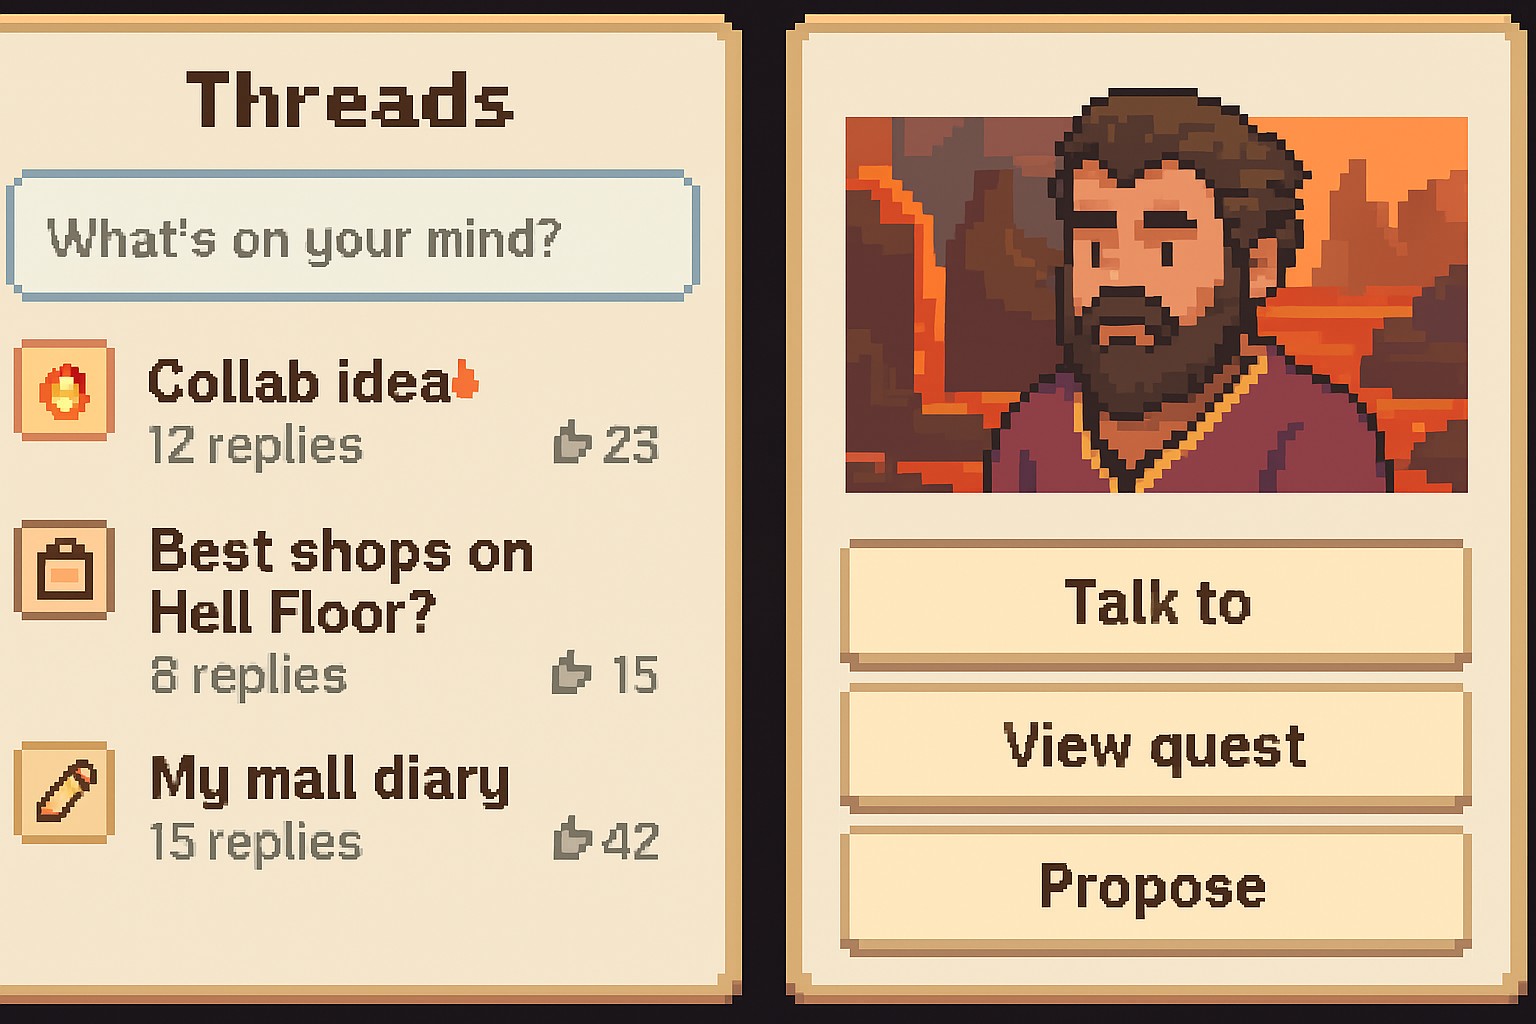 Threads
What's on your mind?
Collab idea
12 replies
23
Best shops on
Hell Floor?
8 replies
15
My mall diary
15 replies
42
Talk to
View quest
Propose